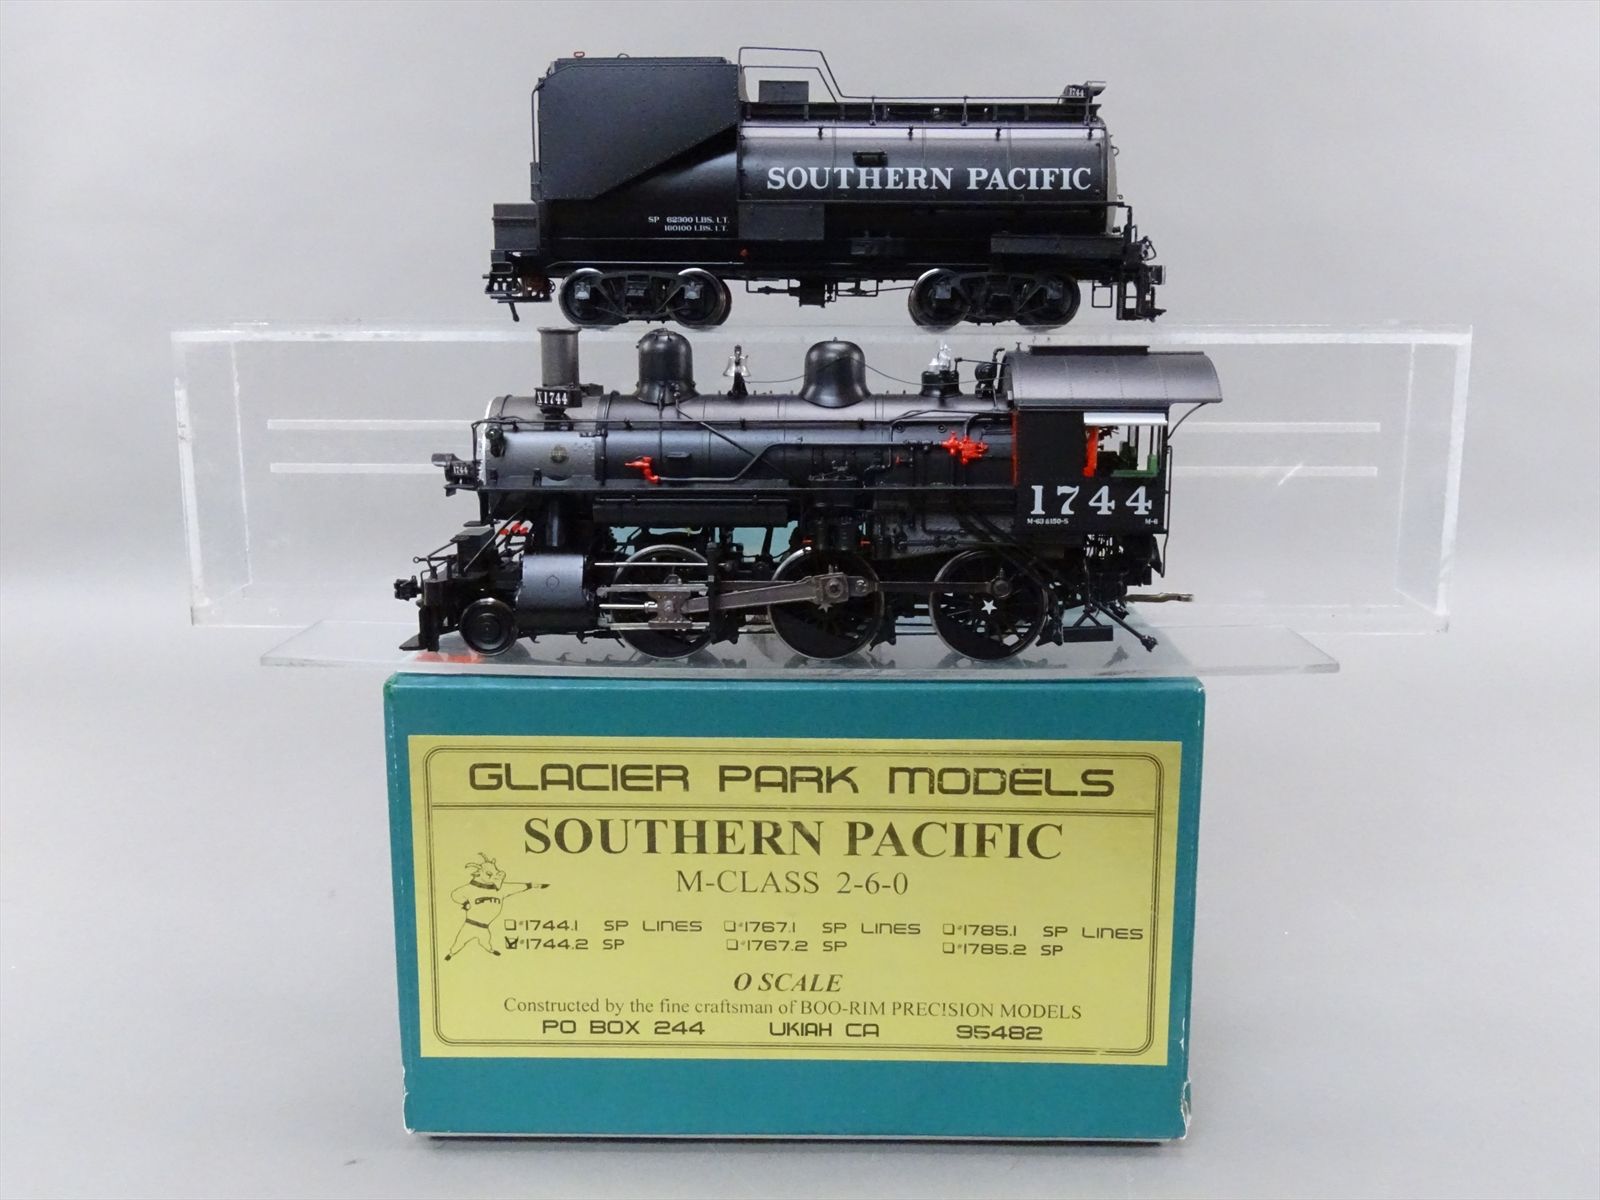 1744
SOUTHERN PACIFIC
SP 62300 LBS. LT.
160100 LBS. LT.
X1744
1744
1744
M-63 &150-S
M-6
GLACIER PARK MODELS
SOUTHERN PACIFIC
M-CLASS 2-6-0
GPM
#1744.1 SP LINES #1767.1 SP LINES #1785.1 SP LINES
#1744.2 SP #1767.2 SP #1785.2 SP
O SCALE
Constructed by the fine craftsman of BOO-RIM PRECISION MODELS
PO BOX 244 UKIAH CA 95482